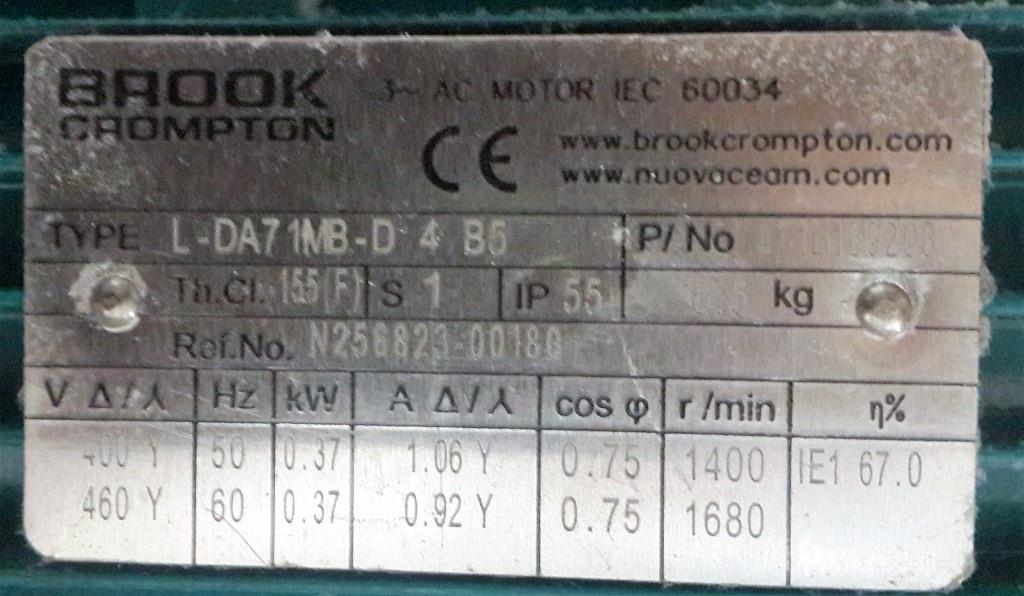 BROOK
CROMPTON
3~ AC MOTOR IEC 60034
CE
www.brookcrompton.com
www.nuovaceam.com
TYPE L-DA71MB-D 4 B5 P/No
Th.Cl. 155(F) S 1 IP 55 kg
Ref.No. N256823-00180
V Δ/⅄ Hz kW A Δ/⅄ cos φ r/min η%
400 Y 50 0.37 1.06 Y 0.75 1400 IE1 67.0
460 Y 60 0.37 0.92 Y 0.75 1680